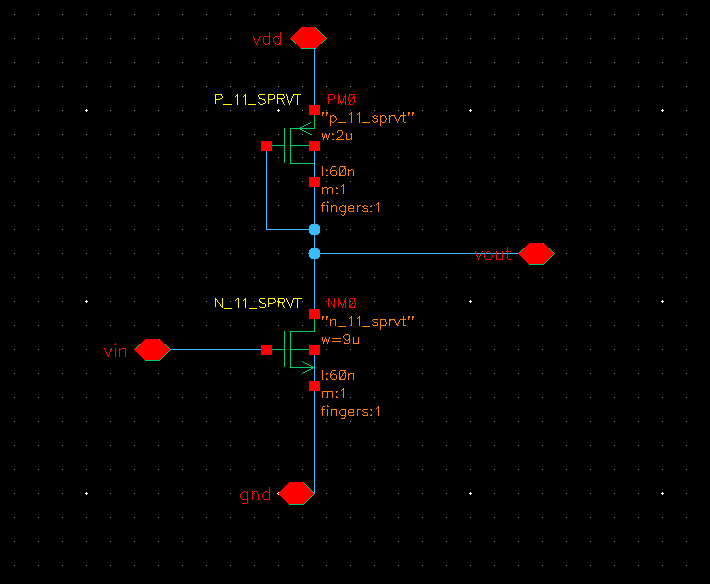 vdd
P_11_SPRVT PM0
"p_11_sprvt"
w:2u
l:60n
m:1
fingers:1
vout
N_11_SPRVT NM0
"n_11_sprvt"
w=9u
vin
l:60n
m:1
fingers:1
gnd